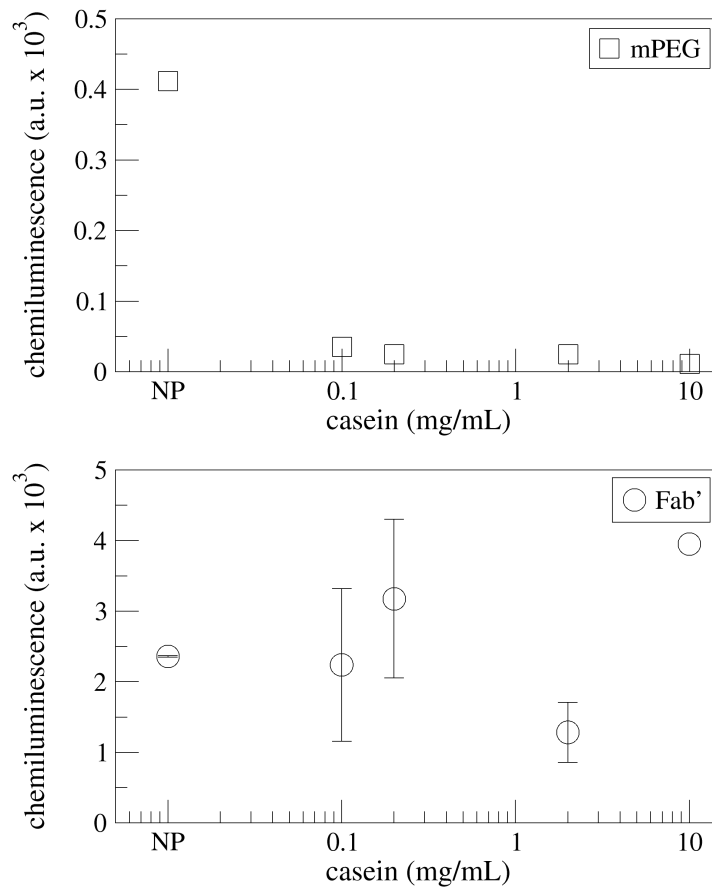 mPEG
chemiluminescence (a.u. x 10³)
0.5
0.4
0.3
0.2
0.1
0
NP 0.1 1 10
casein (mg/mL)
Fab’
chemiluminescence (a.u. x 10³)
5
4
3
2
1
0
NP 0.1 1 10
casein (mg/mL)